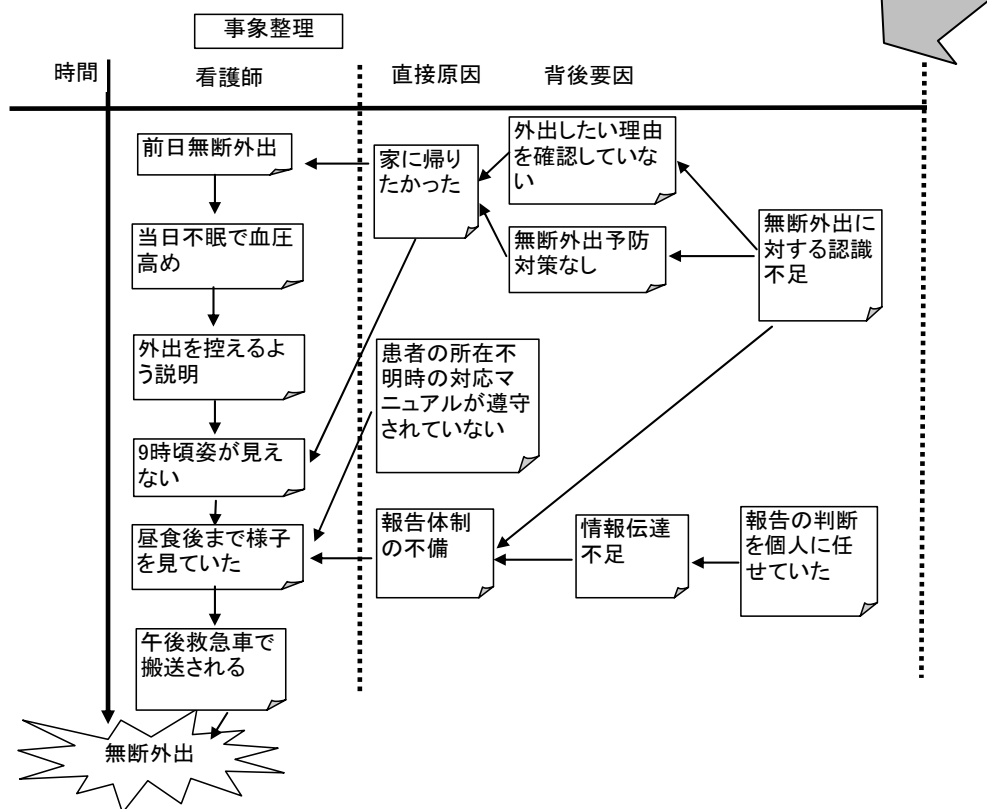 事象整理
時間
看護師
直接原因
背後要因
前日無断外出
家に帰り
たかった
外出したい理由
を確認していな
い
無断外出に
対する認識
不足
当日不眠で血圧
高め
無断外出予防
対策なし
外出を控えるよ
う説明
患者の所在不
明時の対応マ
ニュアルが遵守
されていない
9時頃姿が見え
ない
昼食後まで様子
を見ていた
報告体制
の不備
情報伝達
不足
報告の判断
を個人に任
せていた
午後救急車で
搬送される
無断外出